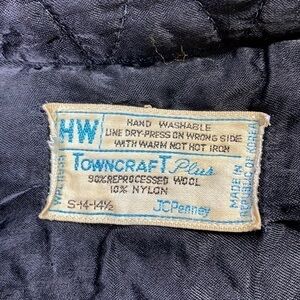 HW
HAND WASHABLE
LINE DRY-PRESS ON WRONG SIDE
WITH WARM NOT HOT IRON
TOWNCRAFT Plus
90% REPROCESSED WOOL
10% NYLON
S-14-14½
JCPenney
MADE IN
REPUBLIC OF KOREA